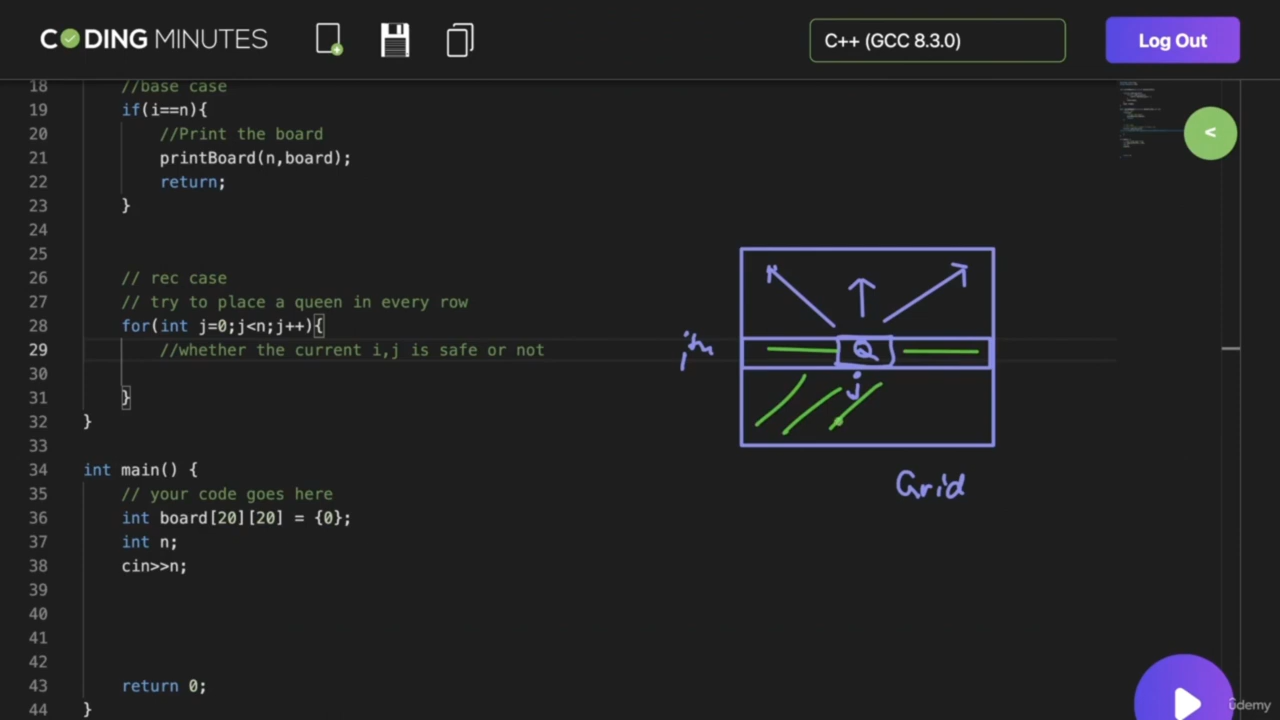 CODING MINUTES
C++ (GCC 8.3.0)
Log Out
18 //base case
19 if(i==n){
20 //Print the board
21 printBoard(n,board);
22 return;
23 }
24
25
26 // rec case
27 // try to place a queen in every row
28 for(int j=0;j<n;j++){
29 //whether the current i,j is safe or not
30
31 }
32 }
33
34 int main() {
35 // your code goes here
36 int board[20][20] = {0};
37 int n;
38 cin>>n;
39
40
41
42
43 return 0;
44 }
<
ith
Q
j
Grid
ûdemy